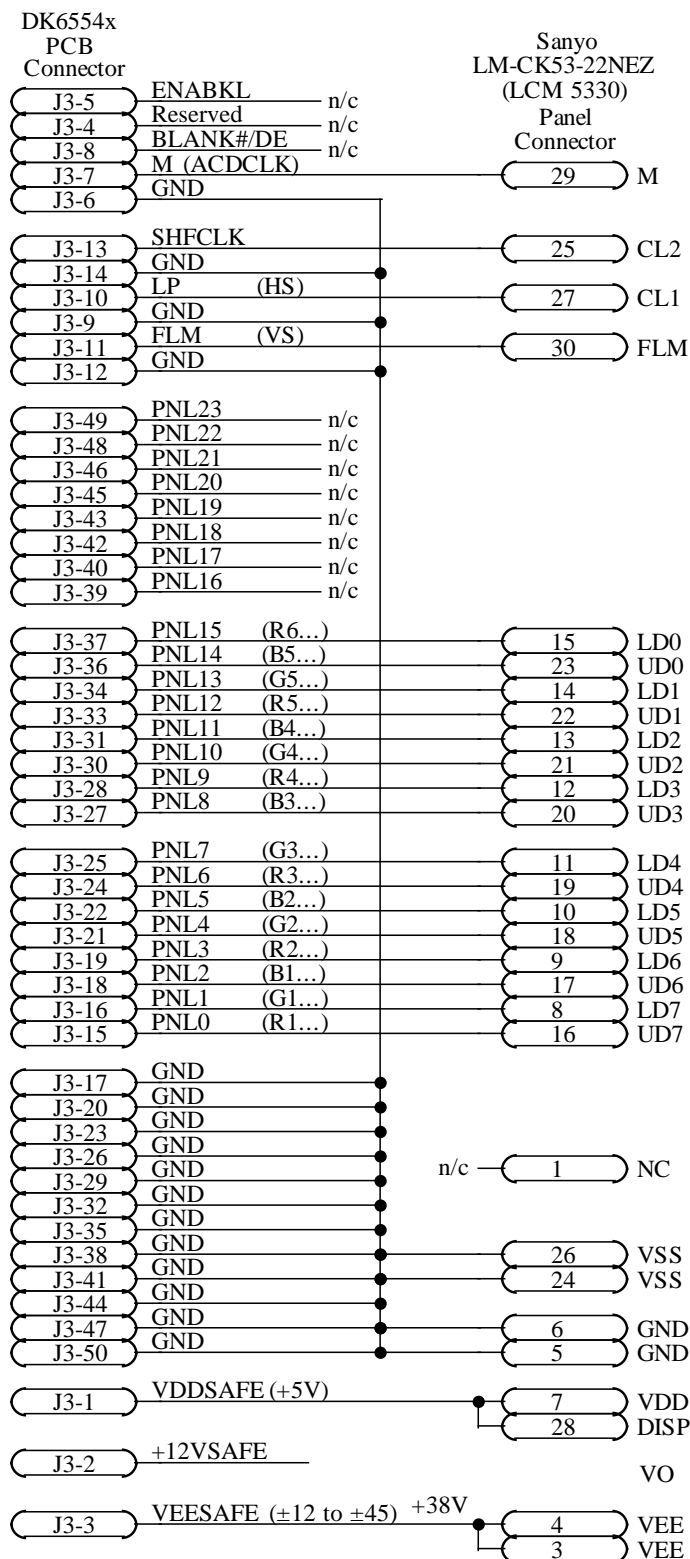 DK6554x
PCB
Connector
Sanyo
LM-CK53-22NEZ
(LCM 5330)
Panel
Connector
J3-5 ENABKL n/c
J3-4 Reserved n/c
J3-8 BLANK#/DE n/c
J3-7 M (ACDCLK) 29 M
J3-6 GND
J3-13 SHFCLK 25 CL2
J3-14 GND
J3-10 LP (HS) 27 CL1
J3-9 GND
J3-11 FLM (VS) 30 FLM
J3-12 GND
J3-49 PNL23 n/c
J3-48 PNL22 n/c
J3-46 PNL21 n/c
J3-45 PNL20 n/c
J3-43 PNL19 n/c
J3-42 PNL18 n/c
J3-40 PNL17 n/c
J3-39 PNL16 n/c
J3-37 PNL15 (R6...) 15 LD0
J3-36 PNL14 (B5...) 23 UD0
J3-34 PNL13 (G5...) 14 LD1
J3-33 PNL12 (R5...) 22 UD1
J3-31 PNL11 (B4...) 13 LD2
J3-30 PNL10 (G4...) 21 UD2
J3-28 PNL9 (R4...) 12 LD3
J3-27 PNL8 (B3...) 20 UD3
J3-25 PNL7 (G3...) 11 LD4
J3-24 PNL6 (R3...) 19 UD4
J3-22 PNL5 (B2...) 10 LD5
J3-21 PNL4 (G2...) 18 UD5
J3-19 PNL3 (R2...) 9 LD6
J3-18 PNL2 (B1...) 17 UD6
J3-16 PNL1 (G1...) 8 LD7
J3-15 PNL0 (R1...) 16 UD7
J3-17 GND
J3-20 GND
J3-23 GND
J3-26 GND
J3-29 GND n/c 1 NC
J3-32 GND
J3-35 GND
J3-38 GND 26 VSS
J3-41 GND 24 VSS
J3-44 GND
J3-47 GND 6 GND
J3-50 GND 5 GND
J3-1 VDDSAFE (+5V) 7 VDD
28 DISP
J3-2 +12VSAFE VO
J3-3 VEESAFE (±12 to ±45) +38V 4 VEE
3 VEE